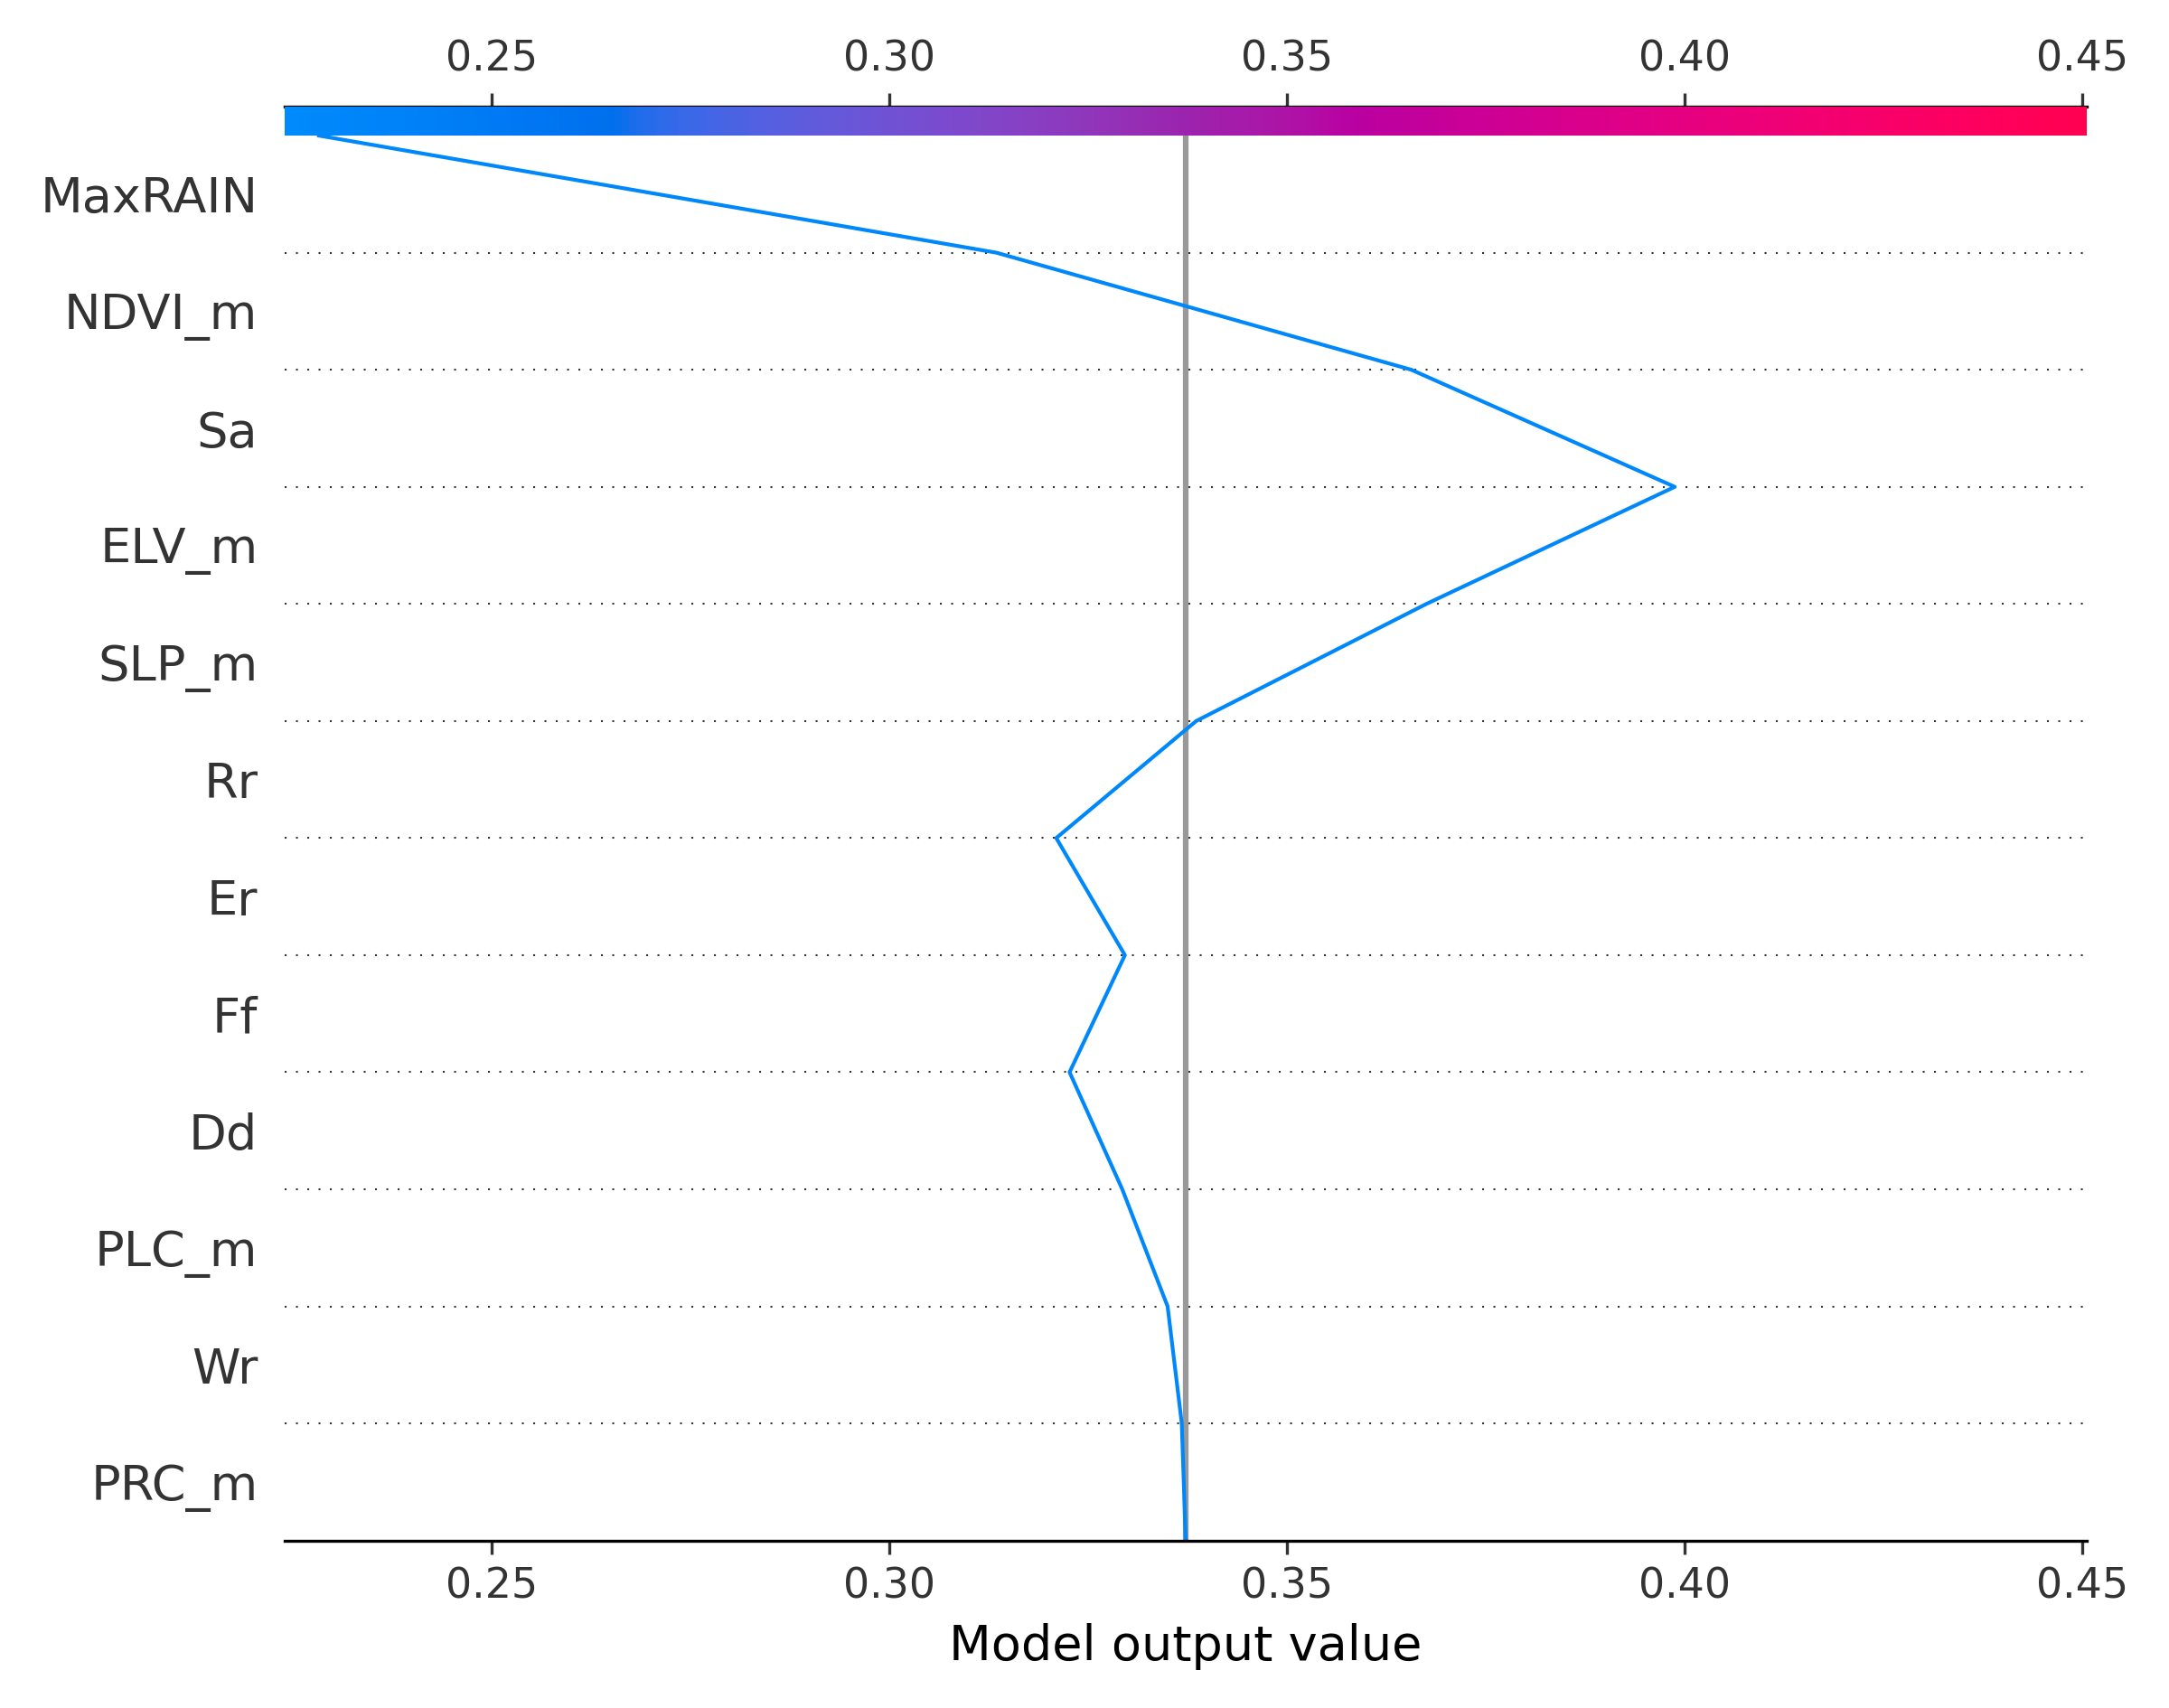 0.25 0.30 0.35 0.40 0.45
MaxRAIN
NDVI_m
Sa
ELV_m
SLP_m
Rr
Er
Ff
Dd
PLC_m
Wr
PRC_m
0.25 0.30 0.35 0.40 0.45
Model output value